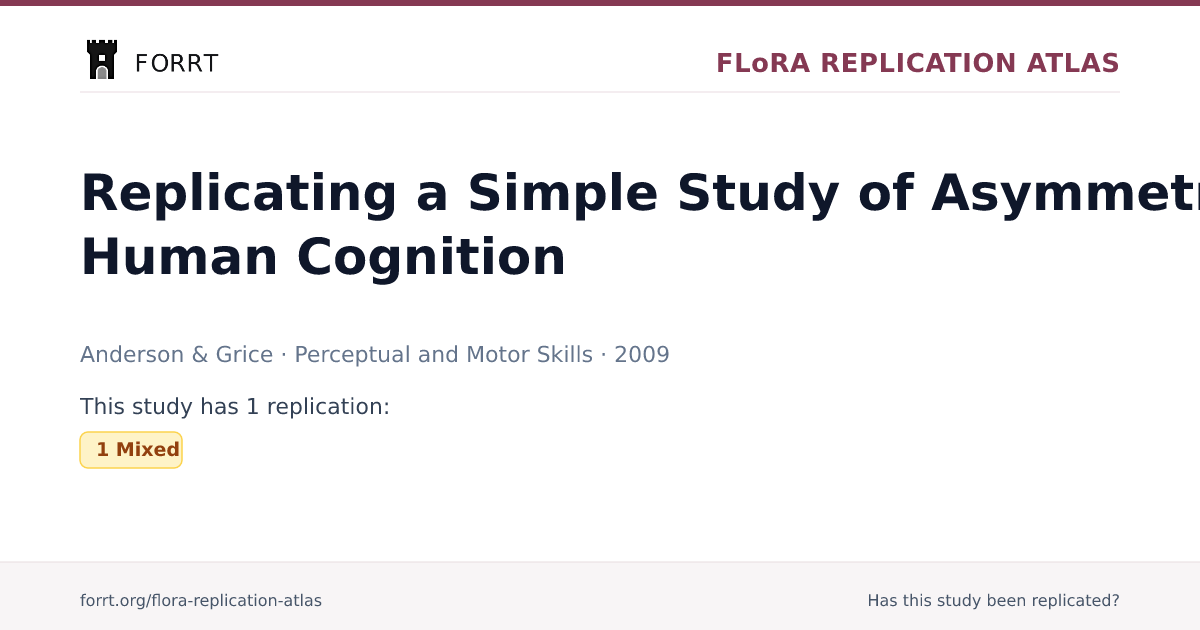 FORRT
FLoRA REPLICATION ATLAS
Replicating a Simple Study of
Human Cognition
Anderson & Grice · Perceptual and Motor Skills · 2009
This study has 1 replication:
1 Mixed
forrt.org/flora-replication-atlas
Has this study been replicated?